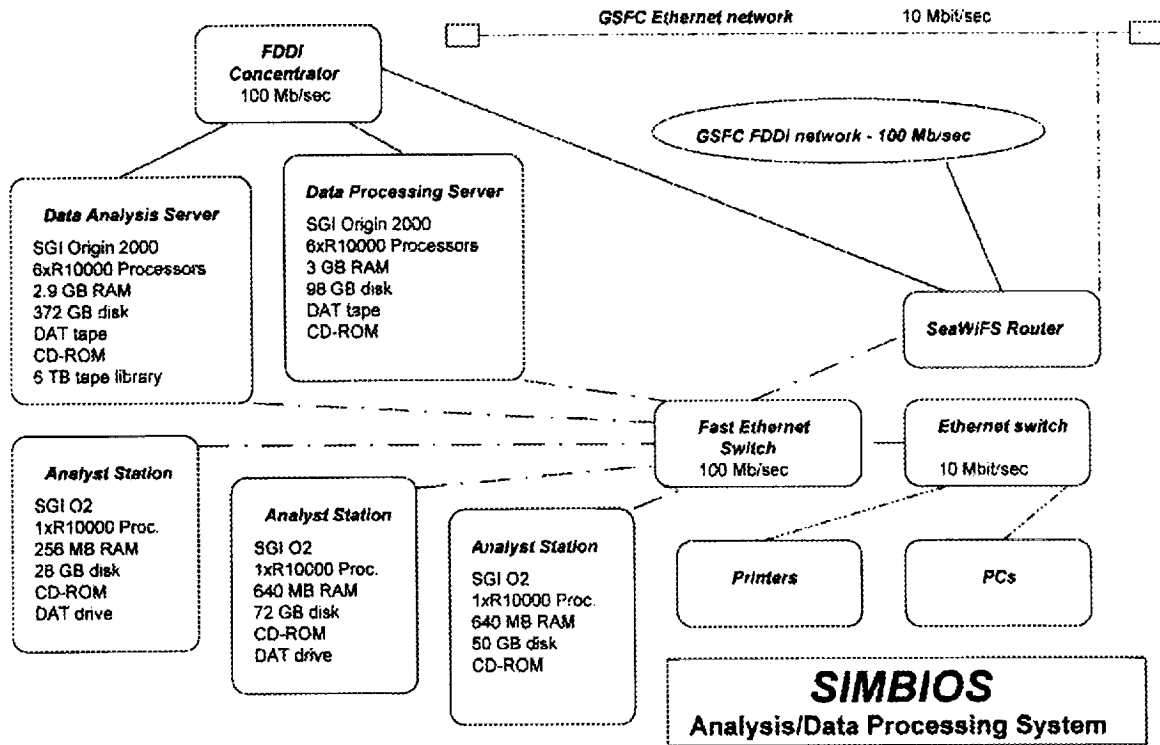 GSFC Ethernet network 10 Mbit/sec
FDDI
Concentrator
100 Mb/sec
GSFC FDDI network - 100 Mb/sec
Data Analysis Server
SGI Origin 2000
6xR10000 Processors
2.9 GB RAM
372 GB disk
DAT tape
CD-ROM
6 TB tape library
Data Processing Server
SGI Origin 2000
6xR10000 Processors
3 GB RAM
98 GB disk
DAT tape
CD-ROM
SeaWiFS Router
Fast Ethernet
Switch
100 Mb/sec
Ethernet switch
10 Mbit/sec
Analyst Station
SGI O2
1xR10000 Proc.
256 MB RAM
28 GB disk
CD-ROM
DAT drive
Analyst Station
SGI O2
1xR10000 Proc.
640 MB RAM
72 GB disk
CD-ROM
DAT drive
Analyst Station
SGI O2
1xR10000 Proc.
640 MB RAM
50 GB disk
CD-ROM
Printers
PCs
SIMBIOS
Analysis/Data Processing System